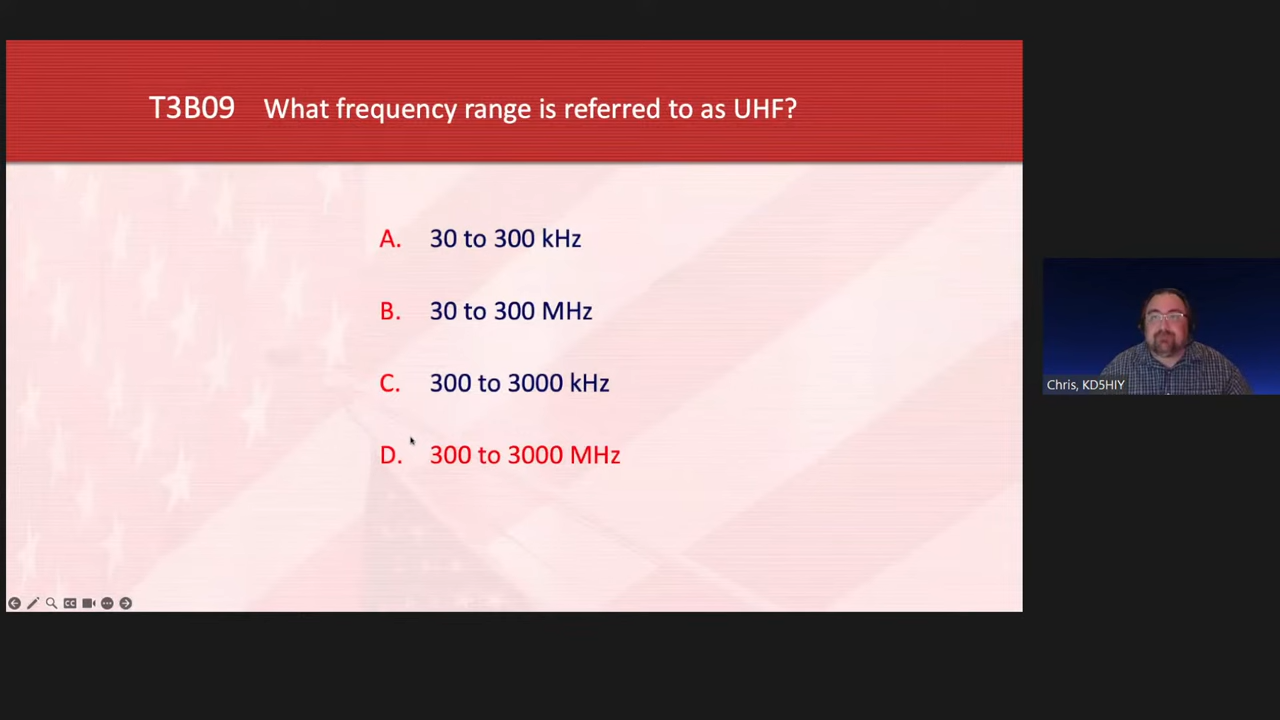 T3B09 What frequency range is referred to as UHF?
A. 30 to 300 kHz
B. 30 to 300 MHz
C. 300 to 3000 kHz
D. 300 to 3000 MHz
Chris, KD5HIY
CC